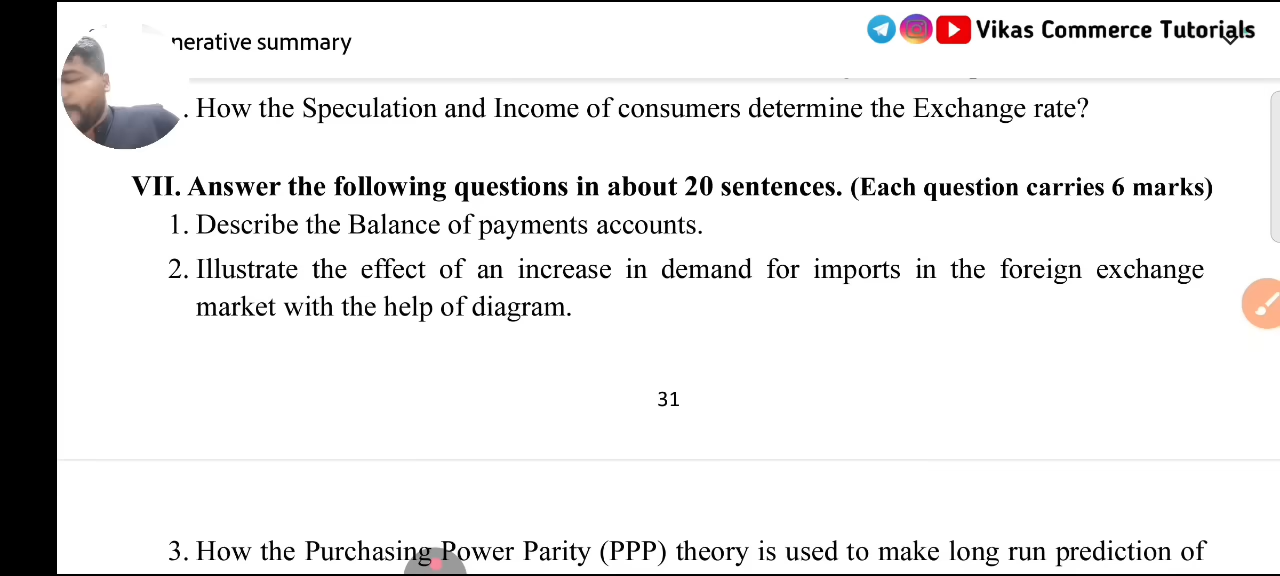 nerative summary
Vikas Commerce Tutorials
. How the Speculation and Income of consumers determine the Exchange rate?
VII. Answer the following questions in about 20 sentences. (Each question carries 6 marks)
1. Describe the Balance of payments accounts.
2. Illustrate the effect of an increase in demand for imports in the foreign exchange
market with the help of diagram.
31
3. How the Purchasing Power Parity (PPP) theory is used to make long run prediction of